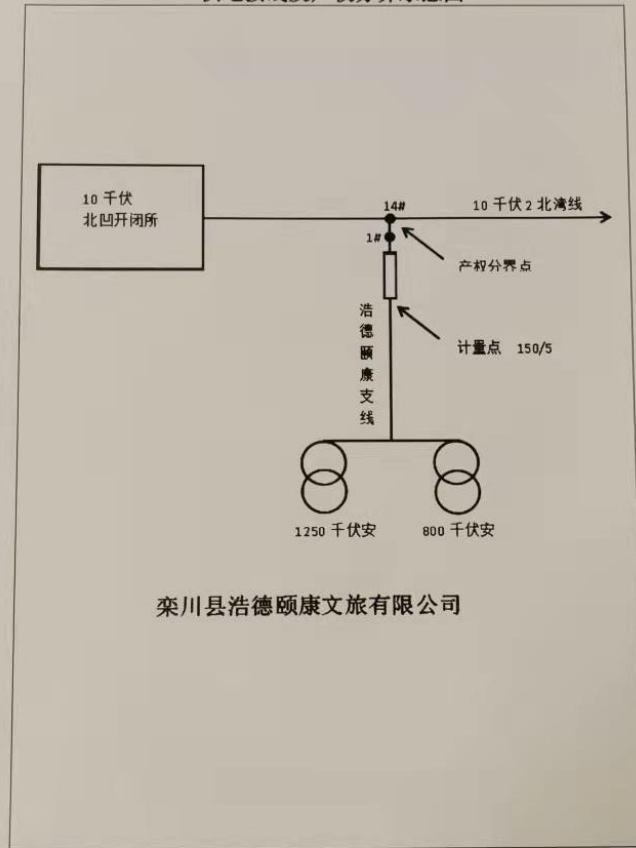 10 千伏
北凹开闭所
14#
10 千伏 2 北湾线
1#
产权分界点
浩德颐康支线
计量点 150/5
1250 千伏安
800 千伏安
栾川县浩德颐康文旅有限公司